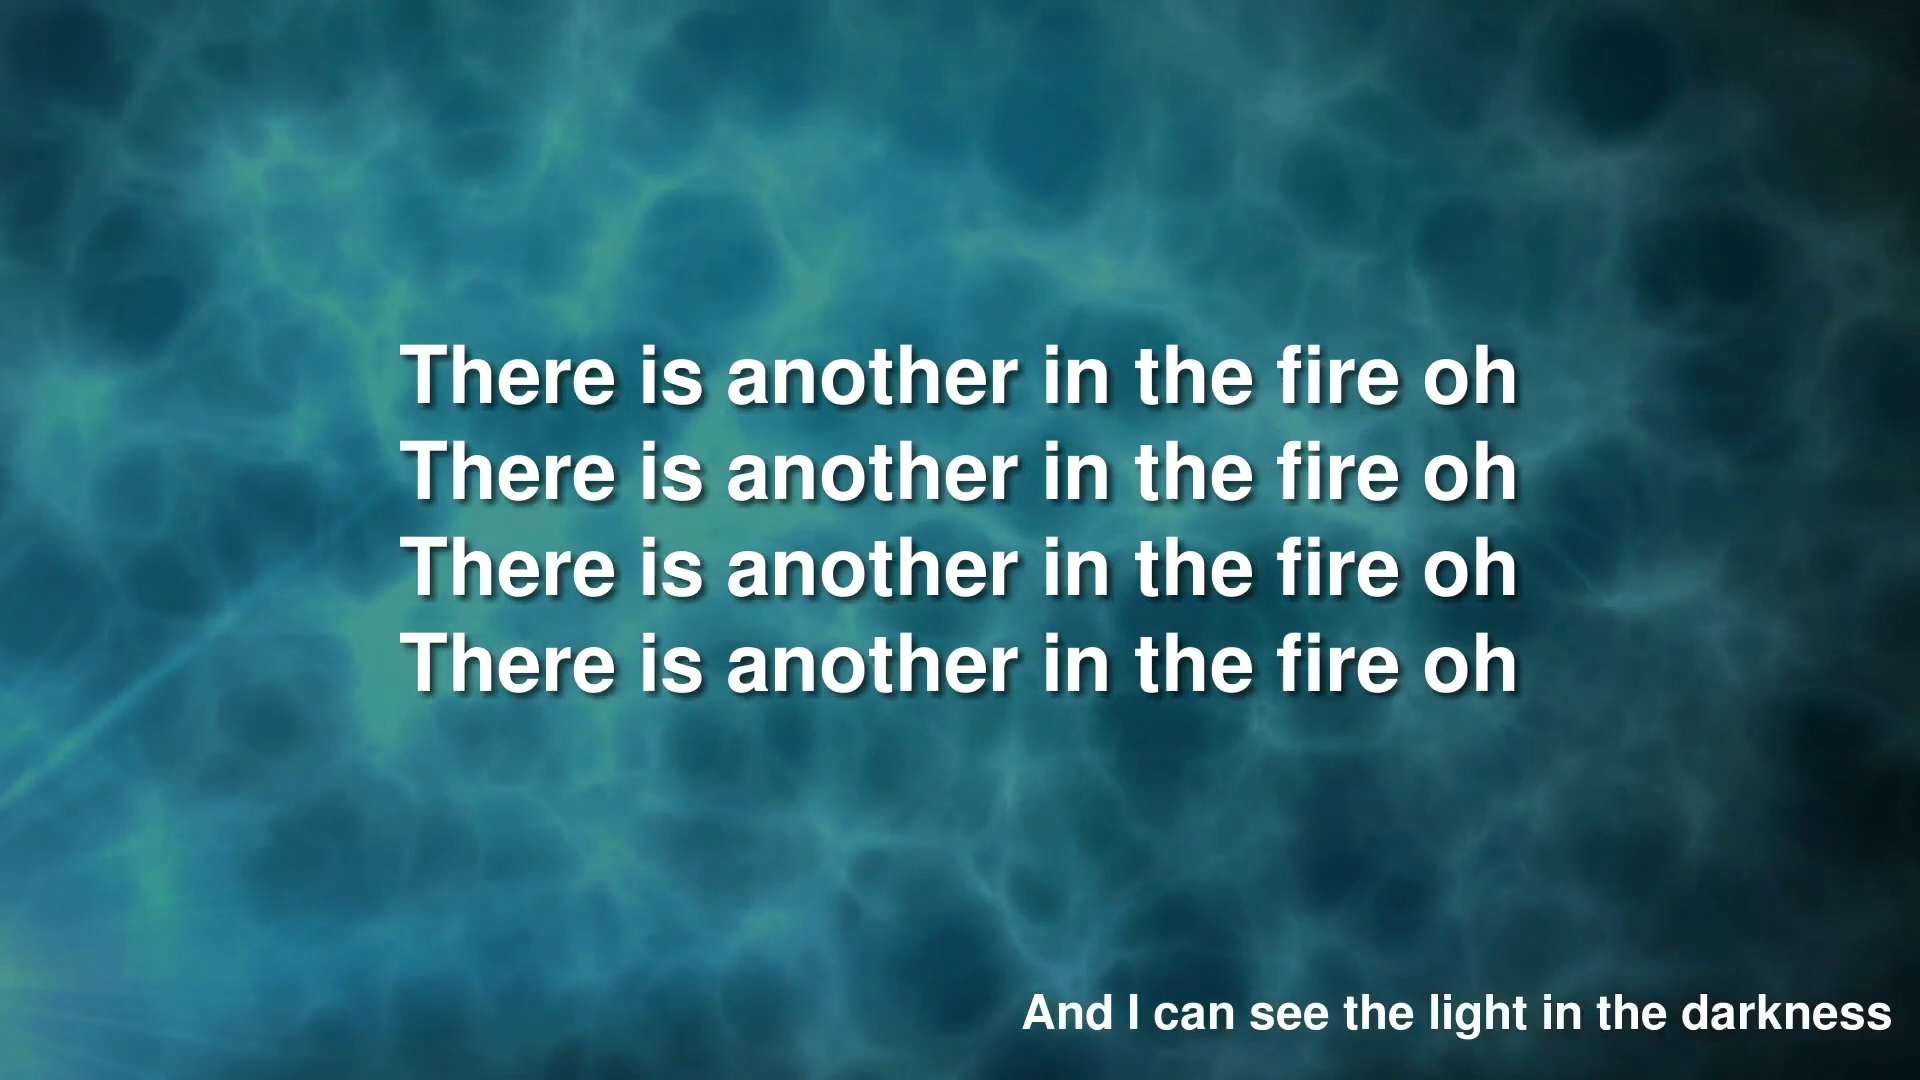 There is another in the fire oh
There is another in the fire oh
There is another in the fire oh
There is another in the fire oh
And I can see the light in the darkness